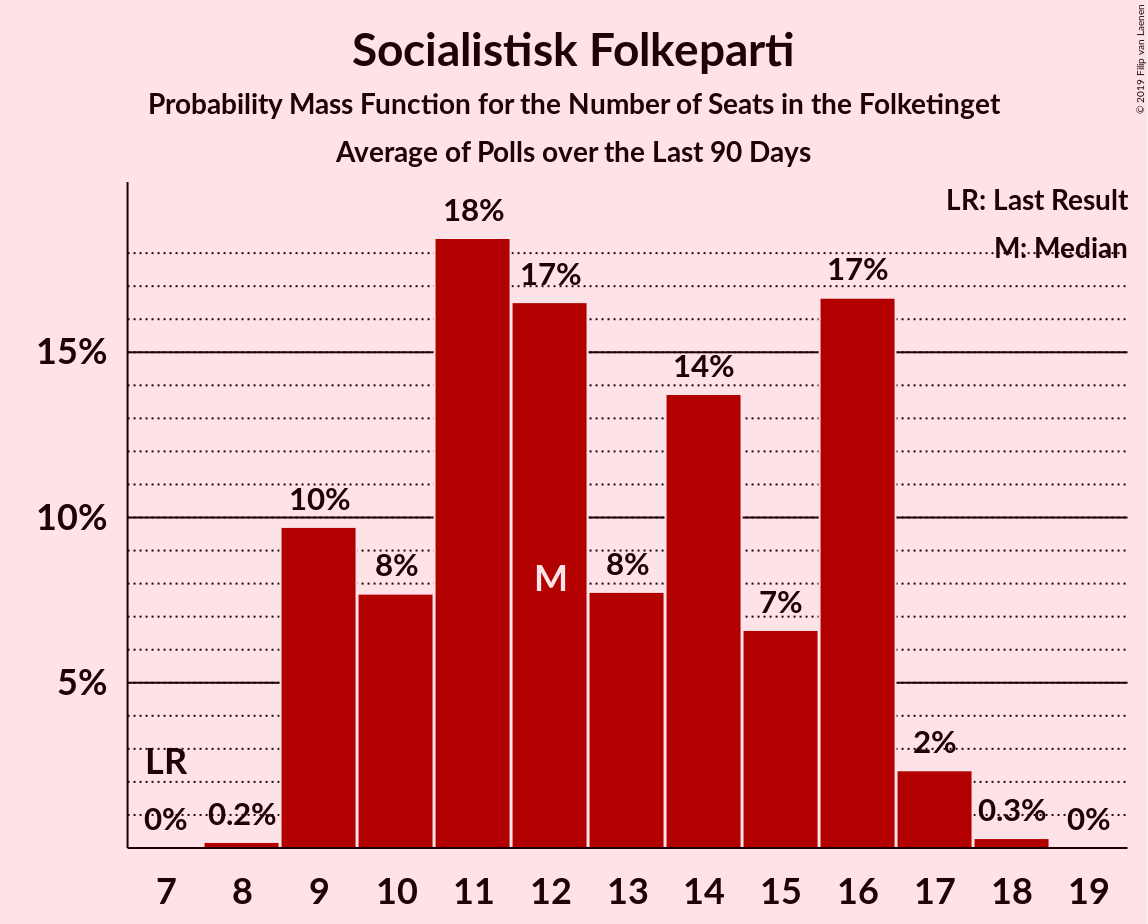 Socialistisk Folkeparti
Probability Mass Function for the Number of Seats in the Folketinget
Average of Polls over the Last 90 Days
© 2019 Filip van Laenen
LR: Last Result
M: Median
18%
17%
17%
15%
14%
10%
10%
8%
8%
M
7%
5%
2%
LR
0%
0.2%
0.3%
0%
7 8 9 10 11 12 13 14 15 16 17 18 19